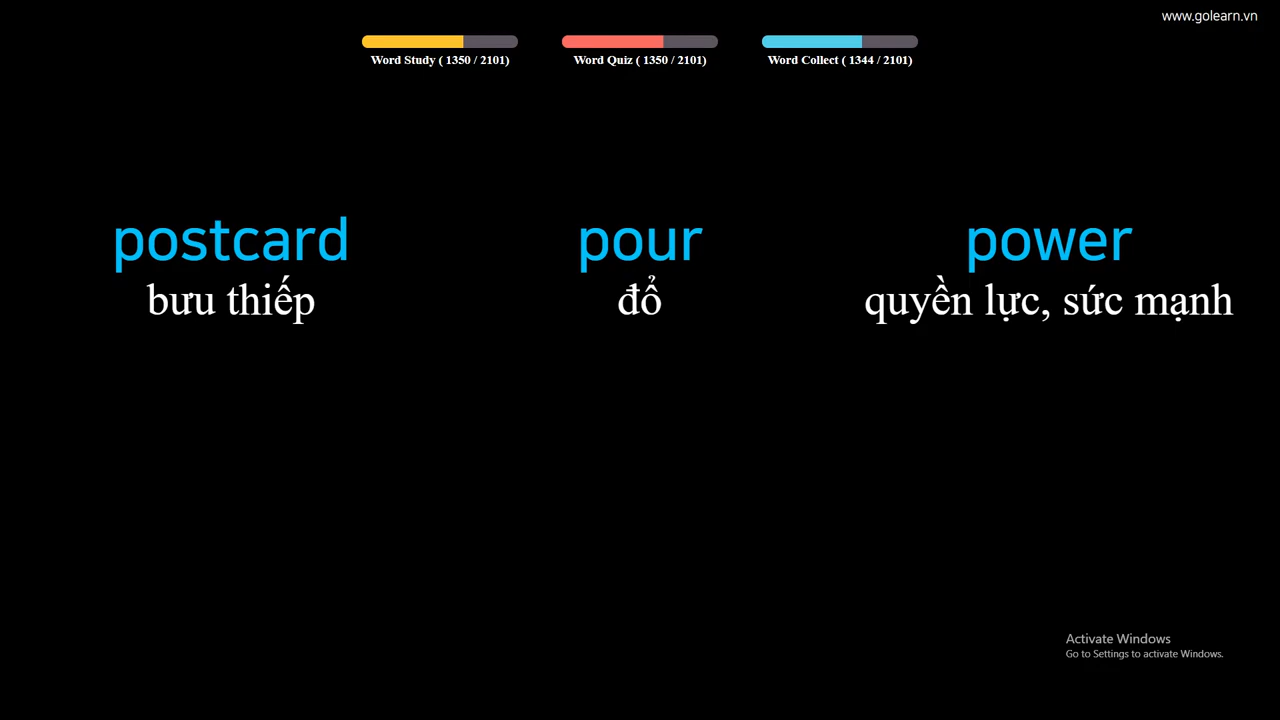 www.golearn.vn
Word Study ( 1350 / 2101)
Word Quiz ( 1350 / 2101)
Word Collect ( 1344 / 2101)
postcard
bưu thiếp
pour
đổ
power
quyền lực, sức mạnh
Activate Windows
Go to Settings to activate Windows.